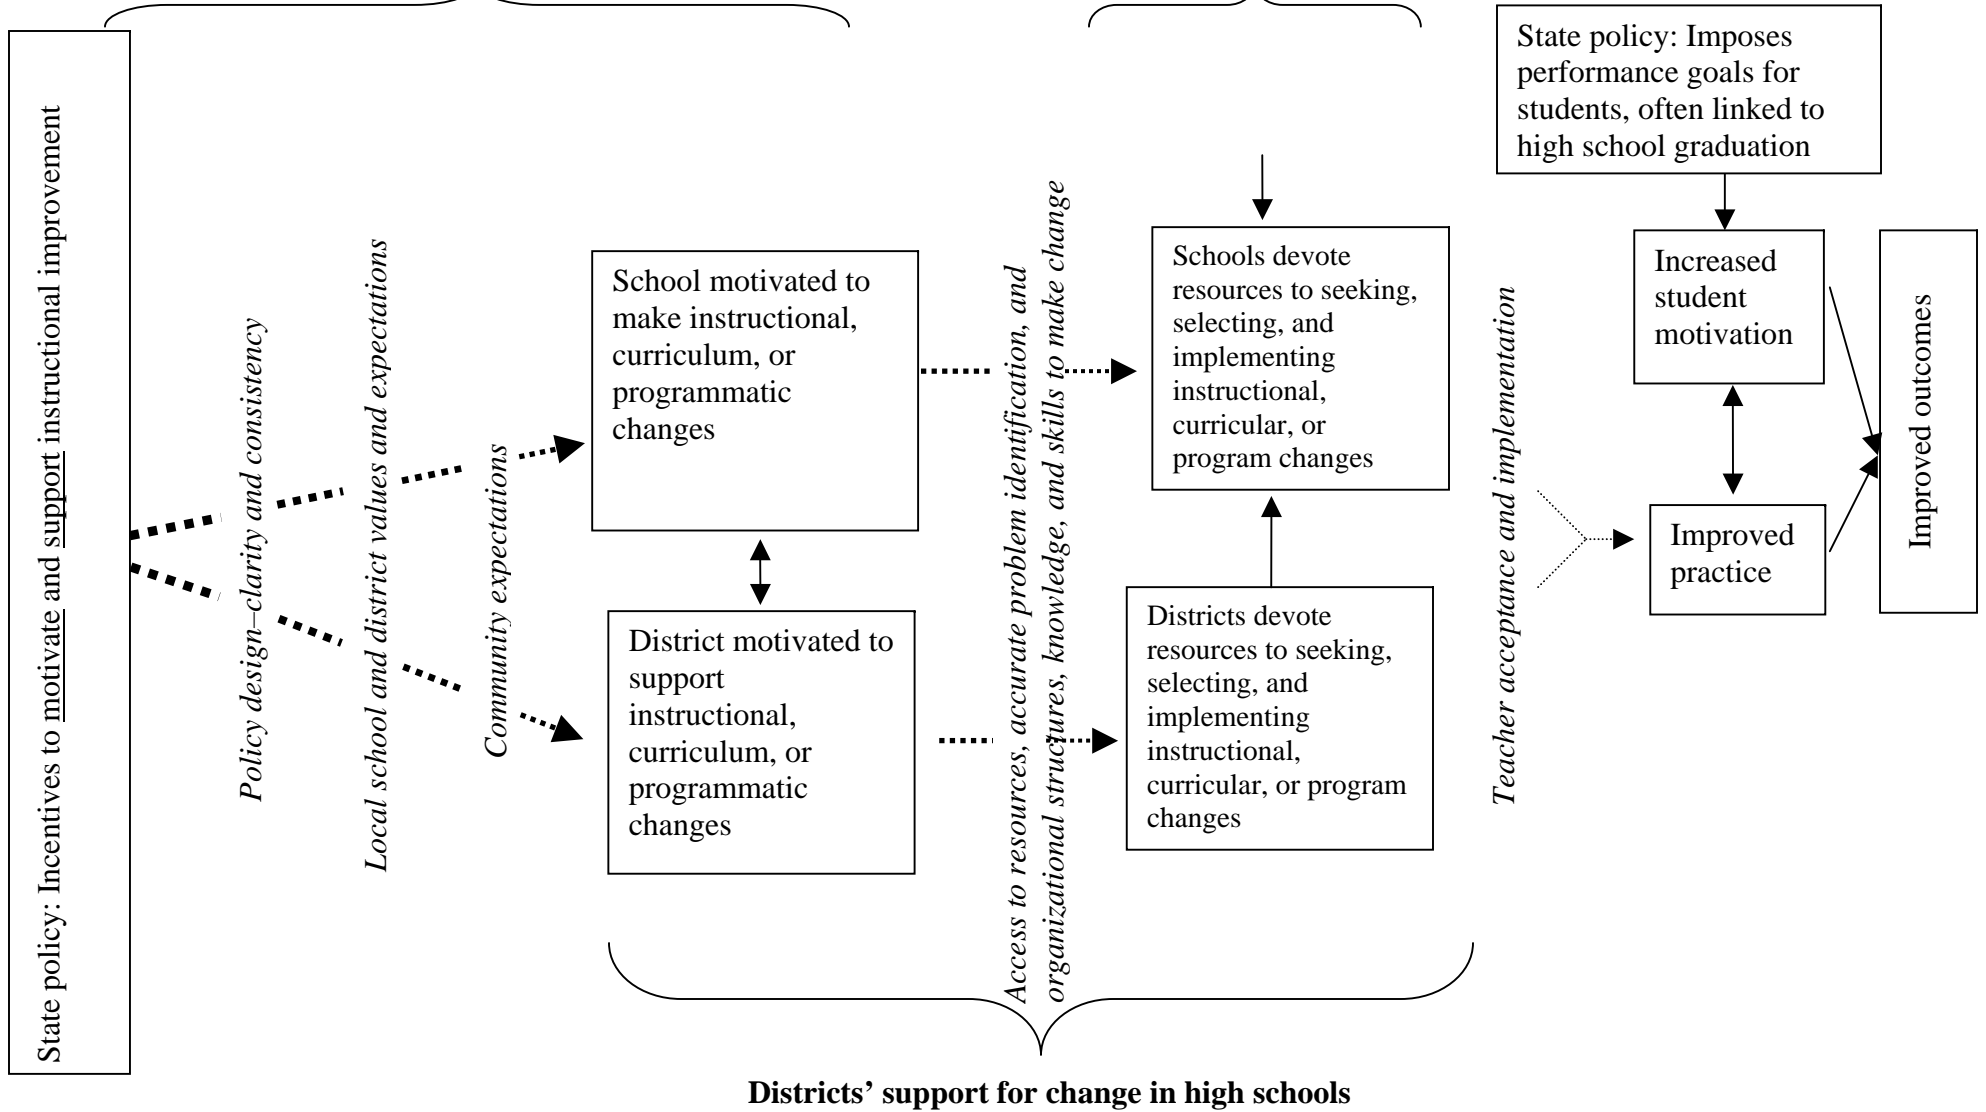 State policy: Incentives to motivate and support instructional improvement
Policy design–clarity and consistency
Local school and district values and expectations
Community expectations
School motivated to
make instructional,
curriculum, or
programmatic
changes
District motivated to
support
instructional,
curriculum, or
programmatic
changes
Access to resources, accurate problem identification, and
organizational structures, knowledge, and skills to make change
Schools devote
resources to seeking,
selecting, and
implementing
instructional,
curricular, or
program changes
Districts devote
resources to seeking,
selecting, and
implementing
instructional,
curricular, or program
changes
Teacher acceptance and implementation
State policy: Imposes
performance goals for
students, often linked to
high school graduation
Increased
student
motivation
Improved
practice
Improved outcomes
Districts’ support for change in high schools